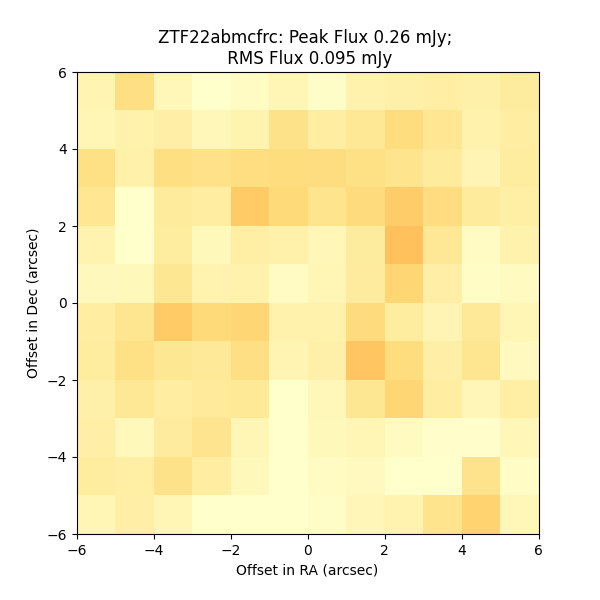 ZTF22abmcfrc: Peak Flux 0.26 mJy;
RMS Flux 0.095 mJy
6
4
2
0
−2
−4
−6
Offset in Dec (arcsec)
−6 −4 −2 0 2 4 6
Offset in RA (arcsec)